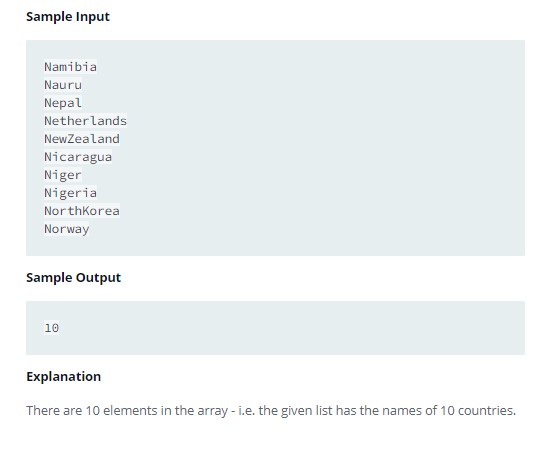 Sample Input
Namibia
Nauru
Nepal
Netherlands
NewZealand
Nicaragua
Niger
Nigeria
NorthKorea
Norway
Sample Output
10
Explanation
There are 10 elements in the array - i.e. the given list has the names of 10 countries.